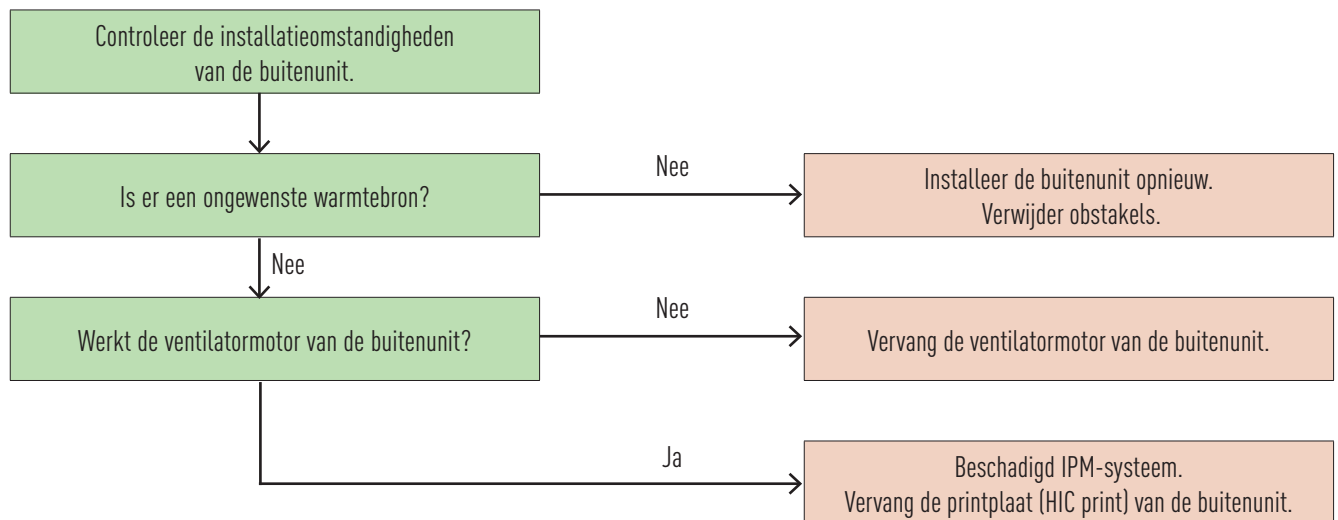 Controleer de installatieomstandigheden
van de buitenunit.
Is er een ongewenste warmtebron?
Nee
Installeer de buitenunit opnieuw.
Verwijder obstakels.
Nee
Werkt de ventilatormotor van de buitenunit?
Nee
Vervang de ventilatormotor van de buitenunit.
Ja
Beschadigd IPM-systeem.
Vervang de printplaat (HIC print) van de buitenunit.